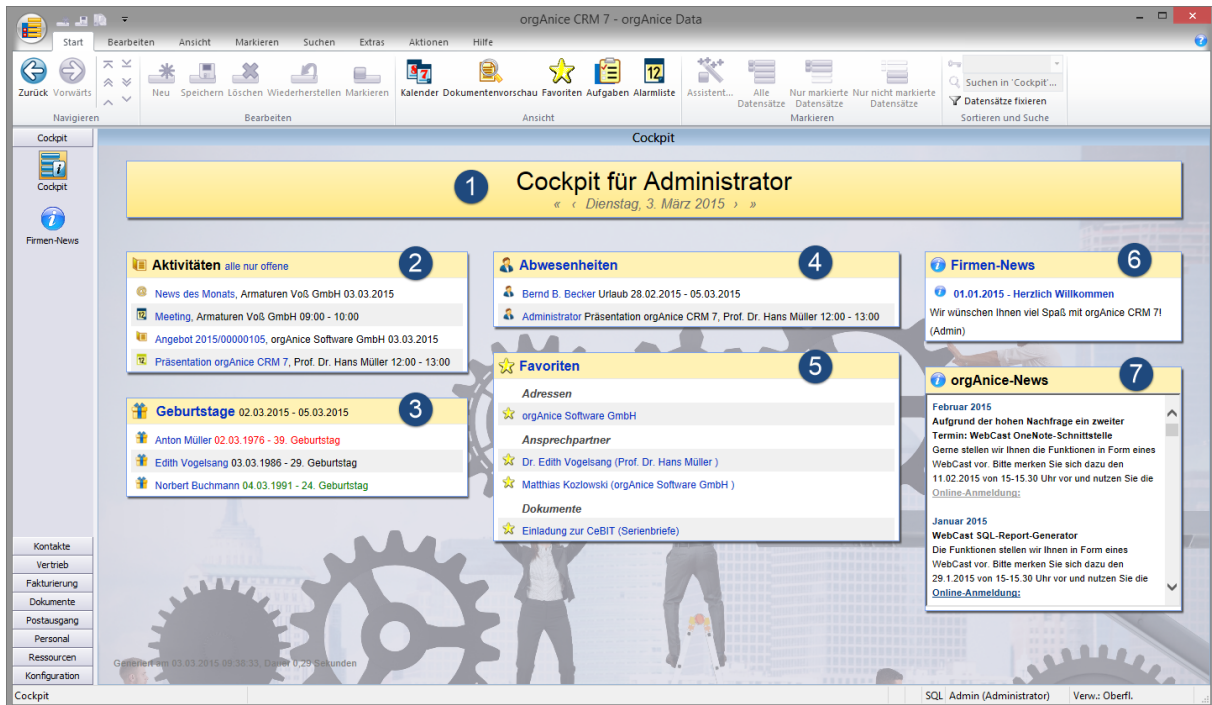 orgAnice CRM 7 - orgAnice Data
Start Bearbeiten Ansicht Markieren Suchen Extras Aktionen Hilfe
Zurück Vorwärts
Neu Speichern Löschen Wiederherstellen Markieren
Kalender Dokumentenvorschau Favoriten Aufgaben Alarmliste
Assistent... Alle Datensätze Nur markierte Datensätze Nur nicht markierte Datensätze
Suchen in 'Cockpit'...
Datensätze fixieren
Navigieren Bearbeiten Ansicht Markieren Sortieren und Suche
Cockpit
Cockpit
Cockpit
Firmen-News
Kontakte
Vertrieb
Fakturierung
Dokumente
Postausgang
Personal
Ressourcen
Konfiguration
1
Cockpit für Administrator
« ‹ Dienstag, 3. März 2015 › »
Aktivitäten alle nur offene 2
News des Monats, Armaturen Voß GmbH 03.03.2015
12 Meeting, Armaturen Voß GmbH 09:00 - 10:00
Angebot 2015/00000105, orgAnice Software GmbH 03.03.2015
12 Präsentation orgAnice CRM 7, Prof. Dr. Hans Müller 12:00 - 13:00
Geburtstage 02.03.2015 - 05.03.2015 3
Anton Müller 02.03.1976 - 39. Geburtstag
Edith Vogelsang 03.03.1986 - 29. Geburtstag
Norbert Buchmann 04.03.1991 - 24. Geburtstag
Abwesenheiten 4
Bernd B. Becker Urlaub 28.02.2015 - 05.03.2015
Administrator Präsentation orgAnice CRM 7, Prof. Dr. Hans Müller 12:00 - 13:00
Favoriten 5
Adressen
orgAnice Software GmbH
Ansprechpartner
Dr. Edith Vogelsang (Prof. Dr. Hans Müller )
Matthias Kozlowski (orgAnice Software GmbH )
Dokumente
Einladung zur CeBIT (Serienbriefe)
Firmen-News 6
01.01.2015 - Herzlich Willkommen
Wir wünschen Ihnen viel Spaß mit orgAnice CRM 7!
(Admin)
orgAnice-News 7
Februar 2015
Aufgrund der hohen Nachfrage ein zweiter
Termin: WebCast OneNote-Schnittstelle
Gerne stellen wir Ihnen die Funktionen in Form eines
WebCast vor. Bitte merken Sie sich dazu den
11.02.2015 von 15-15.30 Uhr vor und nutzen Sie die
Online-Anmeldung:
Januar 2015
WebCast SQL-Report-Generator
Die Funktionen stellen wir Ihnen in Form eines
WebCast vor. Bitte merken Sie sich dazu den
29.1.2015 von 15-15.30 Uhr vor und nutzen Sie die
Online-Anmeldung:
Generiert am 03.03.2015 09:38:33, Dauer 0,29 Sekunden
Cockpit SQL Admin (Administrator) Verw.: Oberfl.